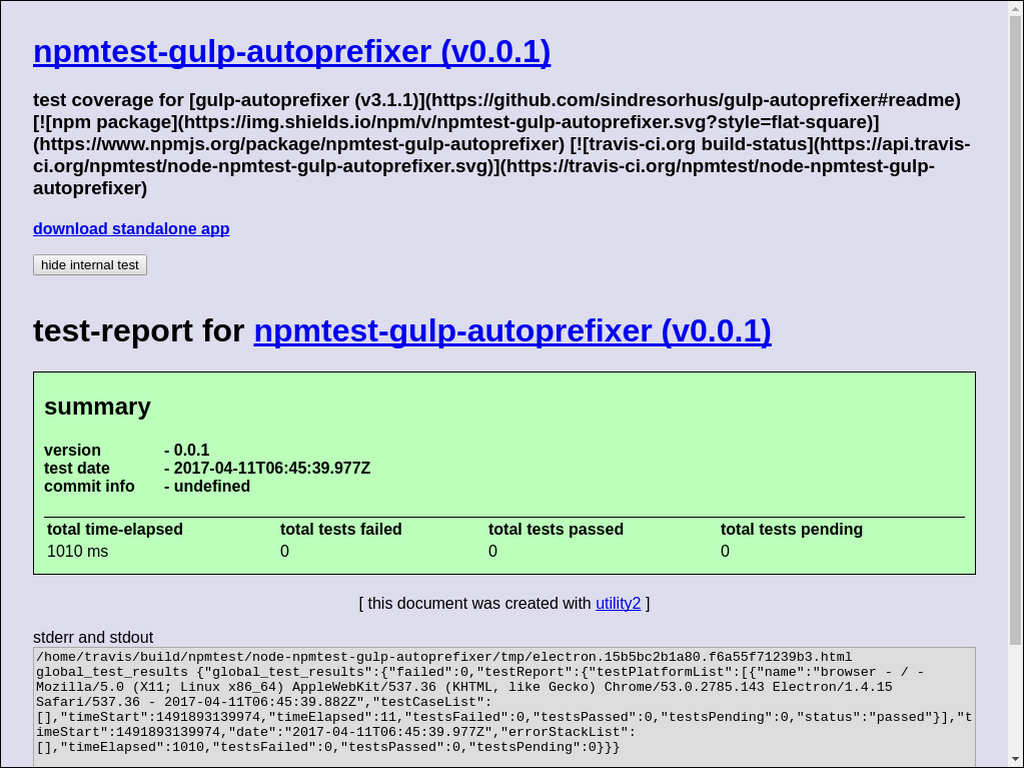 npmtest-gulp-autoprefixer (v0.0.1)
test coverage for [gulp-autoprefixer (v3.1.1)](https://github.com/sindresorhus/gulp-autoprefixer#readme)
[![npm package](https://img.shields.io/npm/v/npmtest-gulp-autoprefixer.svg?style=flat-square)]
(https://www.npmjs.org/package/npmtest-gulp-autoprefixer) [![travis-ci.org build-status](https://api.travis-
ci.org/npmtest/node-npmtest-gulp-autoprefixer.svg)](https://travis-ci.org/npmtest/node-npmtest-gulp-
autoprefixer)
download standalone app
hide internal test
test-report for npmtest-gulp-autoprefixer (v0.0.1)
summary
version - 0.0.1
test date - 2017-04-11T06:45:39.977Z
commit info - undefined
total time-elapsed total tests failed total tests passed total tests pending
1010 ms 0 0 0
[ this document was created with utility2 ]
stderr and stdout
/home/travis/build/npmtest/node-npmtest-gulp-autoprefixer/tmp/electron.15b5bc2b1a80.f6a55f71239b3.html
global_test_results {"global_test_results":{"failed":0,"testReport":{"testPlatformList":[{"name":"browser - / -
Mozilla/5.0 (X11; Linux x86_64) AppleWebKit/537.36 (KHTML, like Gecko) Chrome/53.0.2785.143 Electron/1.4.15
Safari/537.36 - 2017-04-11T06:45:39.882Z","testCaseList":
[],"timeStart":1491893139974,"timeElapsed":11,"testsFailed":0,"testsPassed":0,"testsPending":0,"status":"passed"}],"t
imeStart":1491893139974,"date":"2017-04-11T06:45:39.977Z","errorStackList":
[],"timeElapsed":1010,"testsFailed":0,"testsPassed":0,"testsPending":0}}}